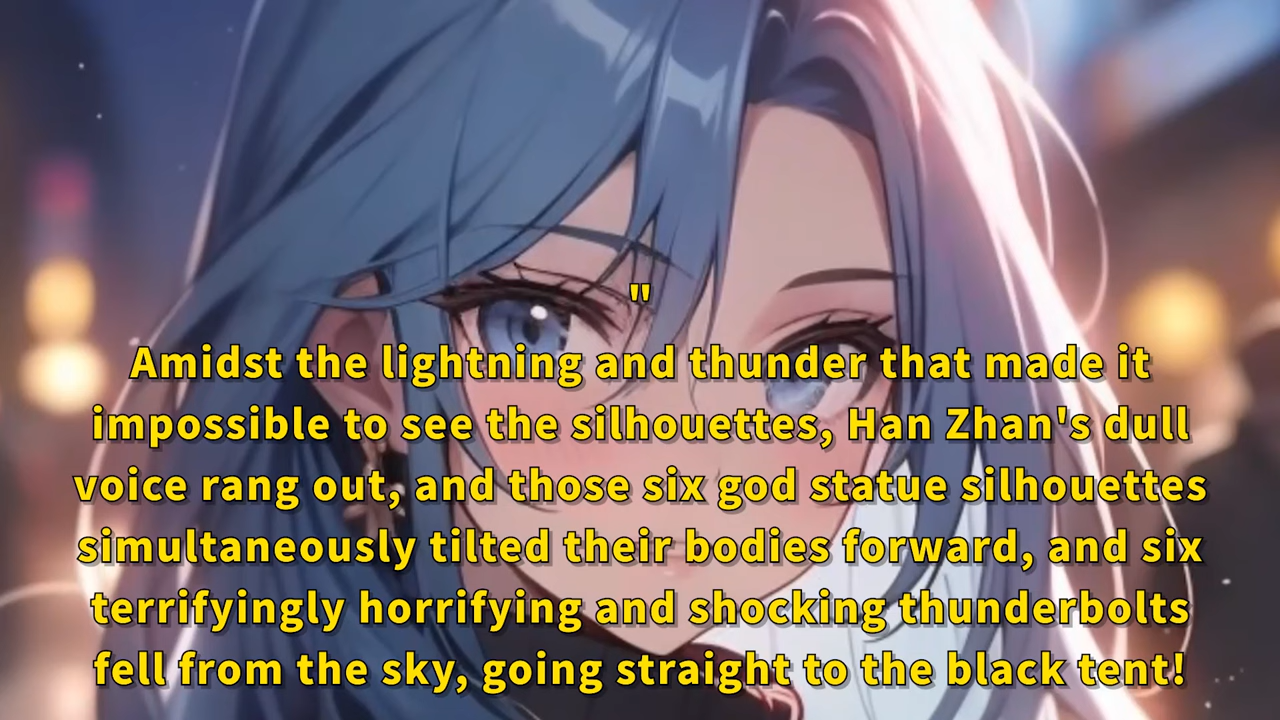 "
Amidst the lightning and thunder that made it
impossible to see the silhouettes, Han Zhan's dull
voice rang out, and those six god statue silhouettes
simultaneously tilted their bodies forward, and six
terrifyingly horrifying and shocking thunderbolts
fell from the sky, going straight to the black tent!